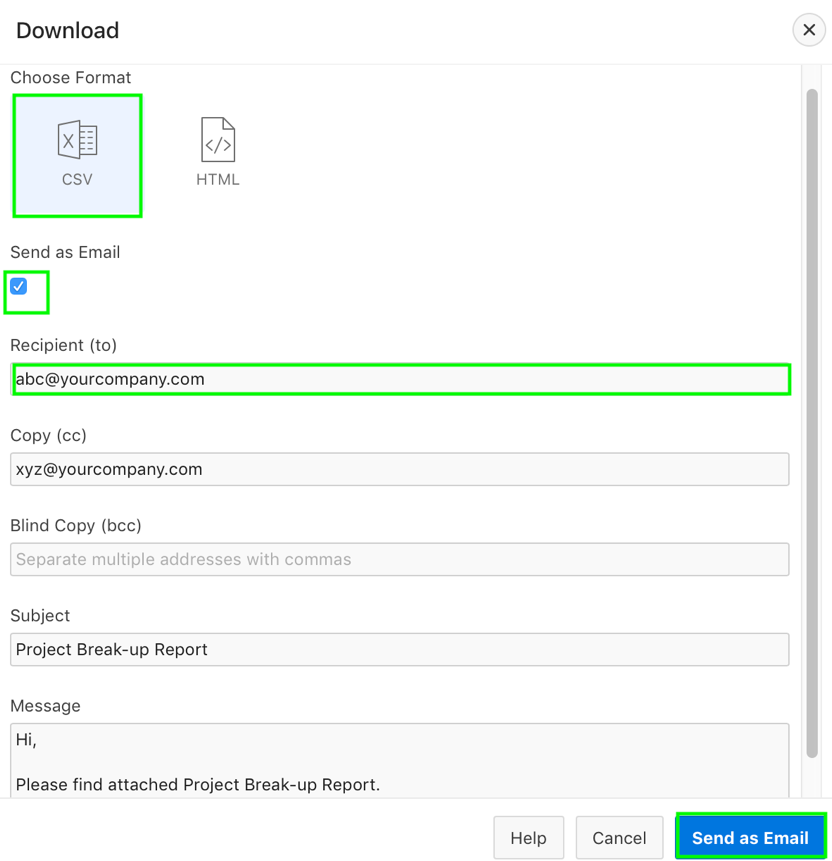 Download
Choose Format
CSV
HTML
Send as Email
Recipient (to)
abc@yourcompany.com
Copy (cc)
xyz@yourcompany.com
Blind Copy (bcc)
Separate multiple addresses with commas
Subject
Project Break-up Report
Message
Hi,
Please find attached Project Break-up Report.
Help Cancel Send as Email